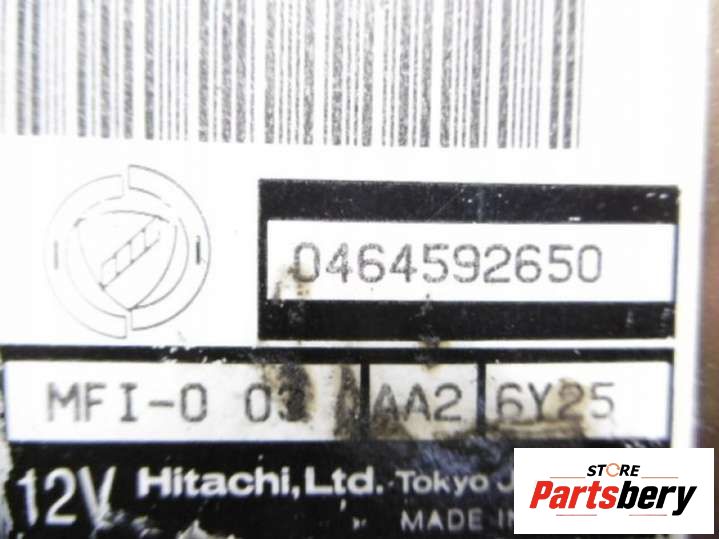 0464592650
MFI-0 03 AA2 6Y25
12V Hitachi, Ltd. Tokyo
MADE IN
STORE
Partsbery